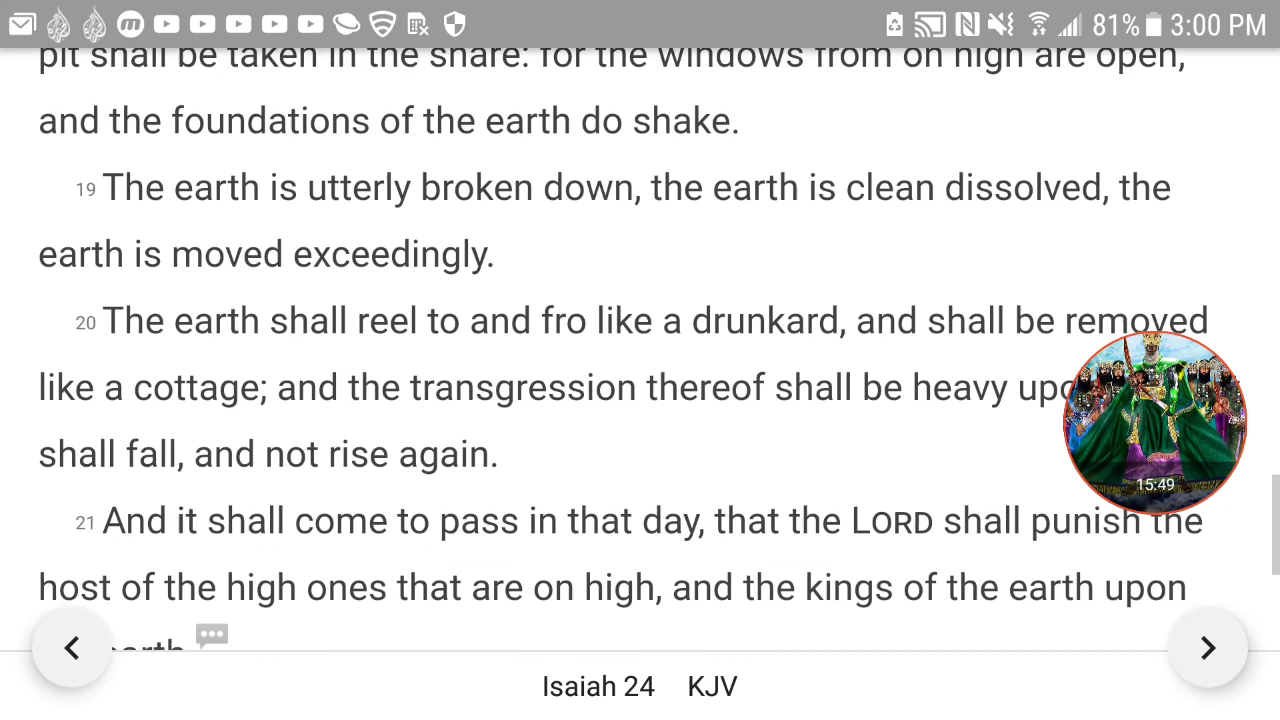 81% 3:00 PM
pit shall be taken in the snare: for the windows from on high are open,
and the foundations of the earth do shake.
19 The earth is utterly broken down, the earth is clean dissolved, the
earth is moved exceedingly.
20 The earth shall reel to and fro like a drunkard, and shall be removed
like a cottage; and the transgression thereof shall be heavy
shall fall, and not rise again.
15:49
21 And it shall come to pass in that day, that the LORD shall punish the
host of the high ones that are on high, and the kings of the earth upon
Isaiah 24 KJV